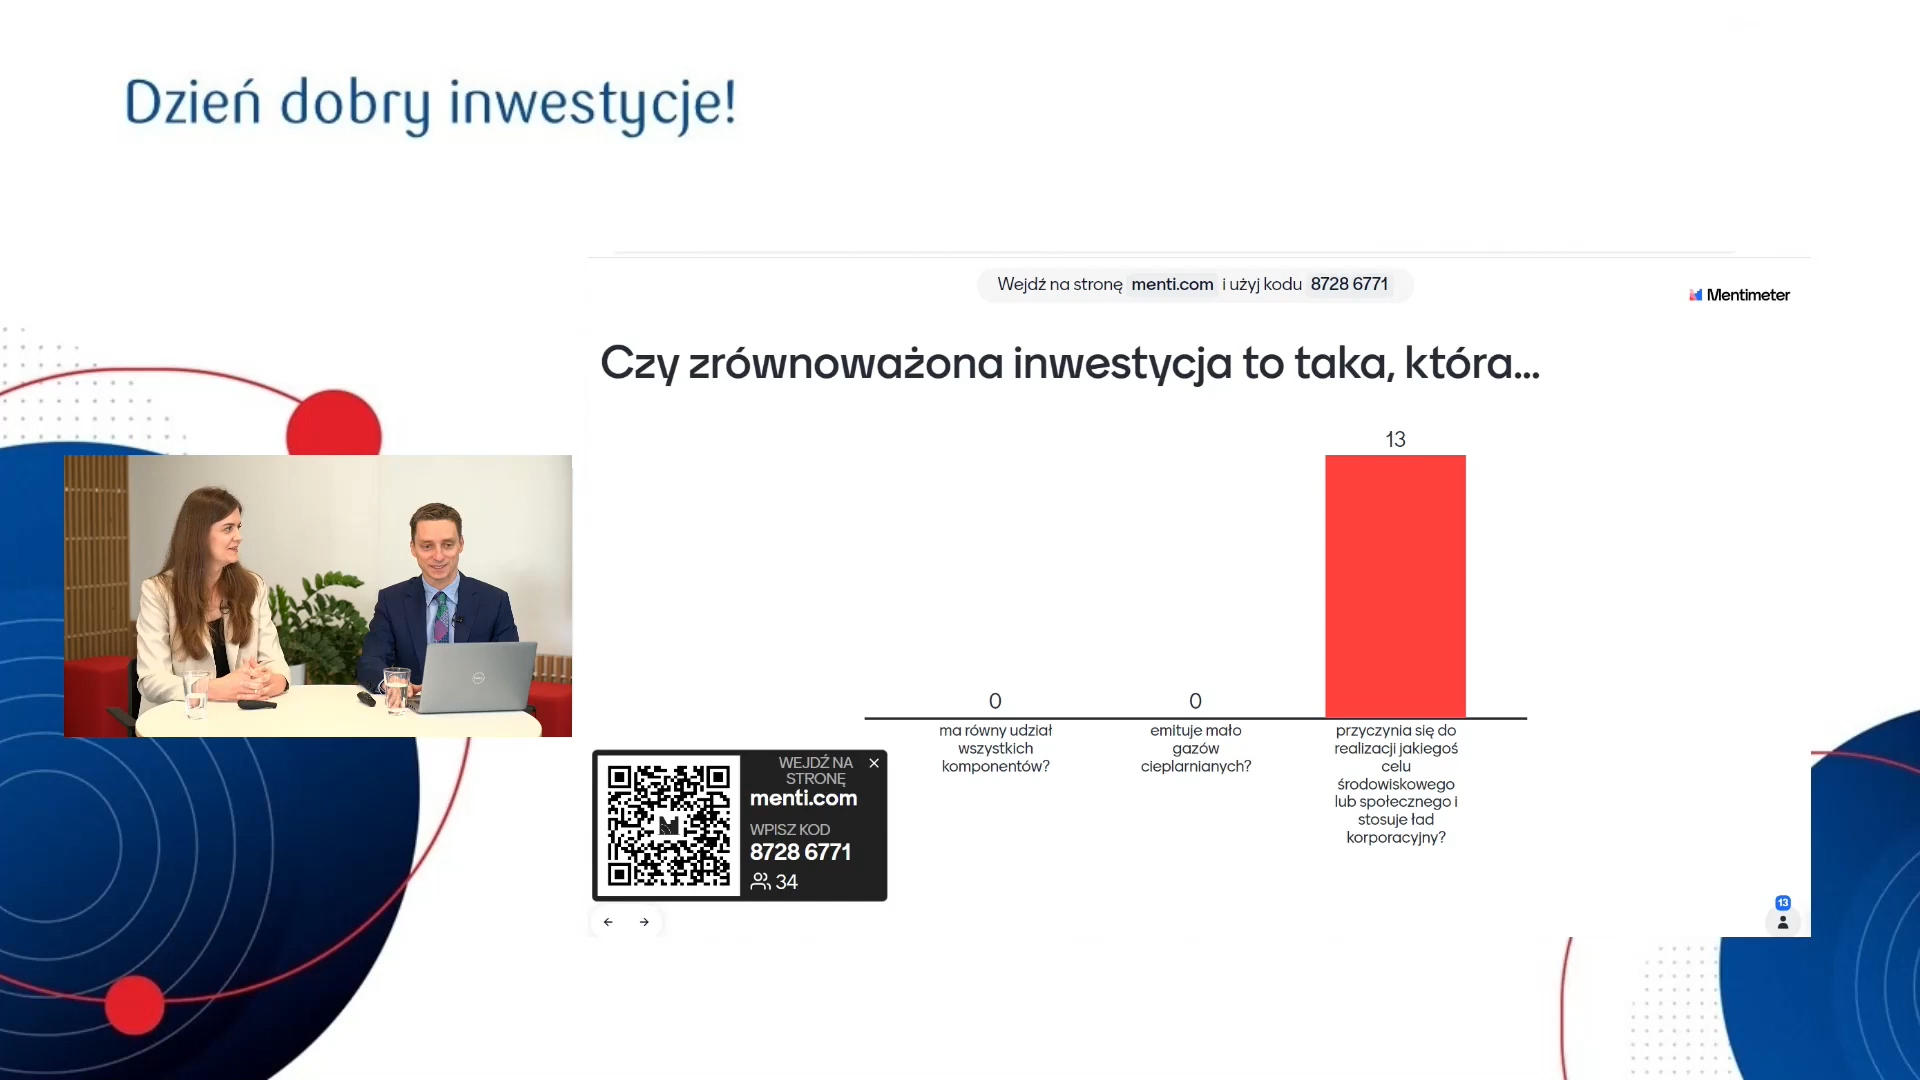 Dzień dobry inwestycje!
Wejdź na stronę menti.com i użyj kodu 8728 6771
Mentimeter
Czy zrównoważona inwestycja to taka, która...
13
0
0
ma równy udział
wszystkich
komponentów?
emituje mało
gazów
cieplarnianych?
przyczynia się do
realizacji jakiegoś
celu
środowiskowego
lub społecznego i
stosuje ład
korporacyjny?
WEJDŹ NA
STRONĘ
menti.com
WPISZ KOD
8728 6771
34
13